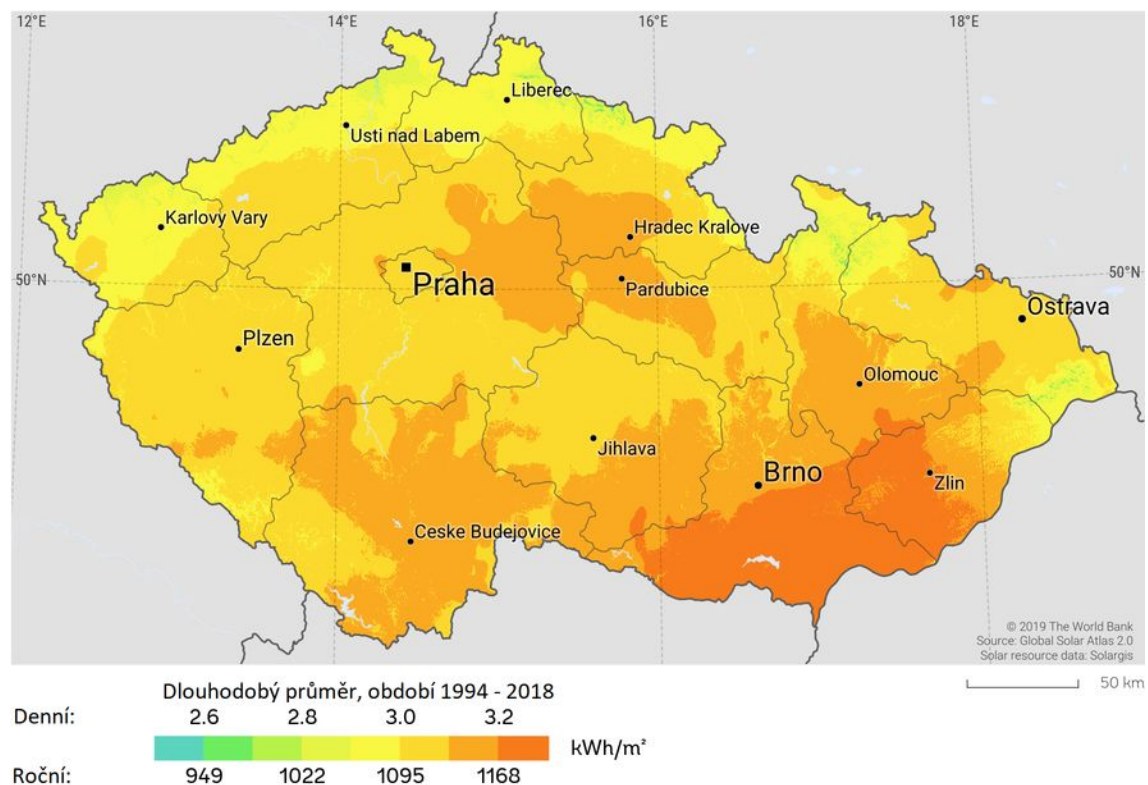 12°E
14°E
16°E
18°E
Liberec
Usti nad Labem
Karlovy Vary
Hradec Kralove
50°N
50°N
Praha
Pardubice
Ostrava
Plzen
Olomouc
Jihlava
Brno
Zlin
Ceske Budejovice
© 2019 The World Bank
Source: Global Solar Atlas 2.0
Solar resource data: Solargis
50 km
Dlouhodobý průměr, období 1994 - 2018
Denní: 2.6 2.8 3.0 3.2
kWh/m²
Roční: 949 1022 1095 1168